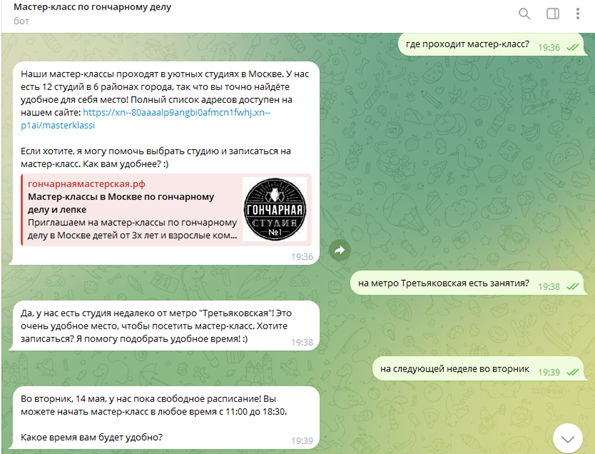 Мастер-класс по гончарному делу
бот
где проходит мастер-класс?
19:36
Наши мастер-классы проходят в уютных студиях в Москве. У нас
есть 12 студий в 6 районах города, так что вы точно найдёте
удобное для себя место! Полный список адресов доступен на
нашем сайте: https://xn--80aaaalp9angbi0afmcn1fwhj.xn--
p1ai/masterklassi
Если хотите, я могу помочь выбрать студию и записаться на
мастер-класс. Как вам удобнее? :)
гончарнаямастерская.рф
Мастер-классы в Москве по гончарному
делу и лепке
Приглашаем на мастер-классы по гончарному
делу в Москве детей от 3х лет и взрослые ком...
ГОНЧАРНАЯ
СТУДИЯ
№1
19:36
на метро Третьяковская есть занятия?
19:38
Да, у нас есть студия недалеко от метро "Третьяковская"! Это
очень удобное место, чтобы посетить мастер-класс. Хотите
записаться? Я помогу подобрать удобное время! :)
19:38
на следующей неделе во вторник
19:39
Во вторник, 14 мая, у нас пока свободное расписание! Вы
можете начать мастер-класс в любое время с 11:00 до 18:30.
Какое время вам будет удобно?
19:39